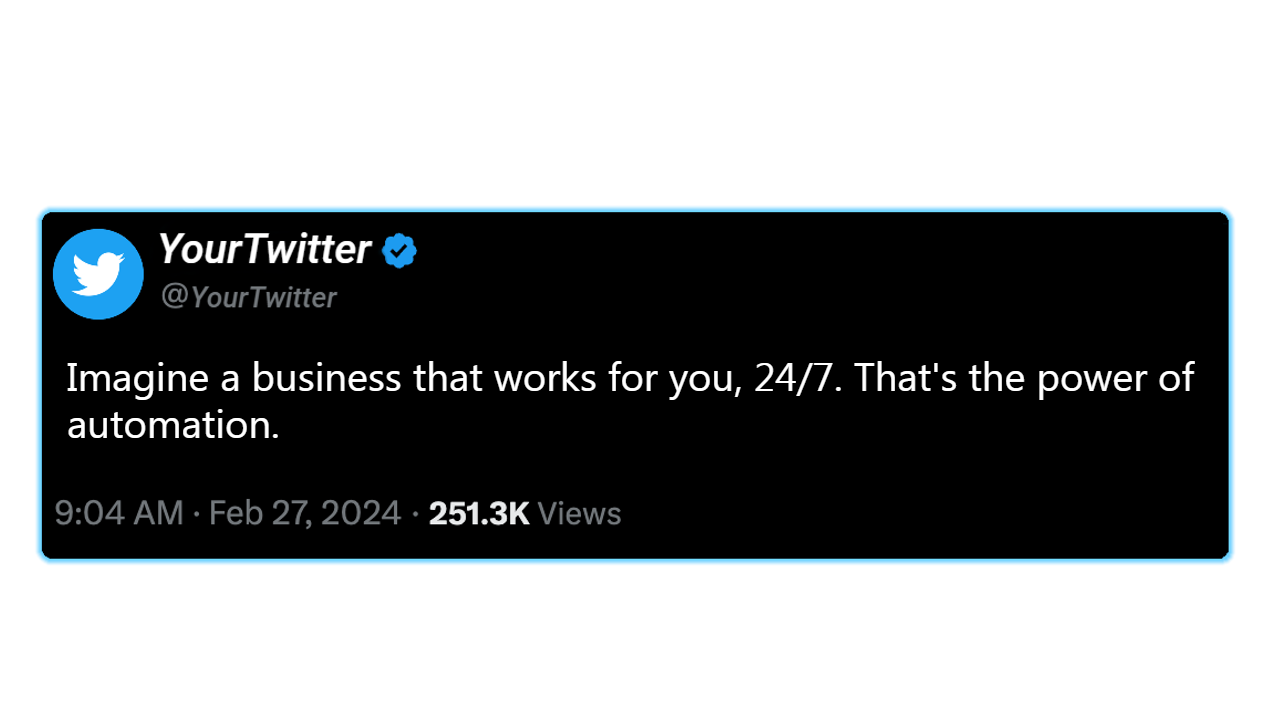 YourTwitter
@YourTwitter
Imagine a business that works for you, 24/7. That's the power of
automation.
9:04 AM · Feb 27, 2024 · 251.3K Views